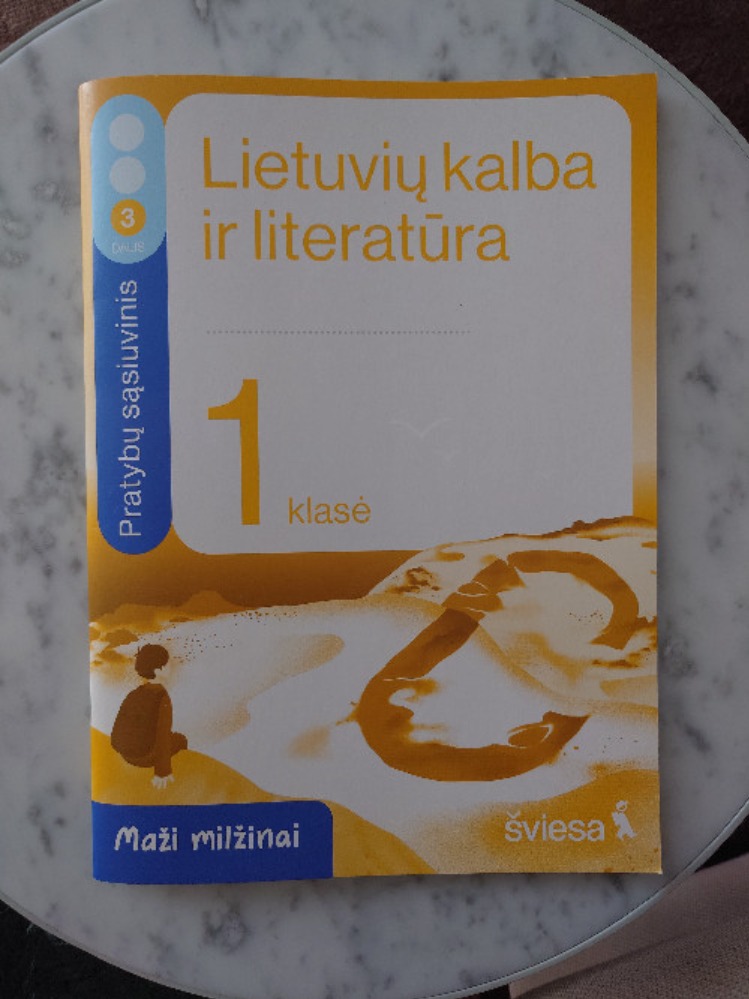 3
DALIS
Pratybų sąsiuvinis
Lietuvių kalba
ir literatūra
1
klasė
Maži milžinai
šviesa